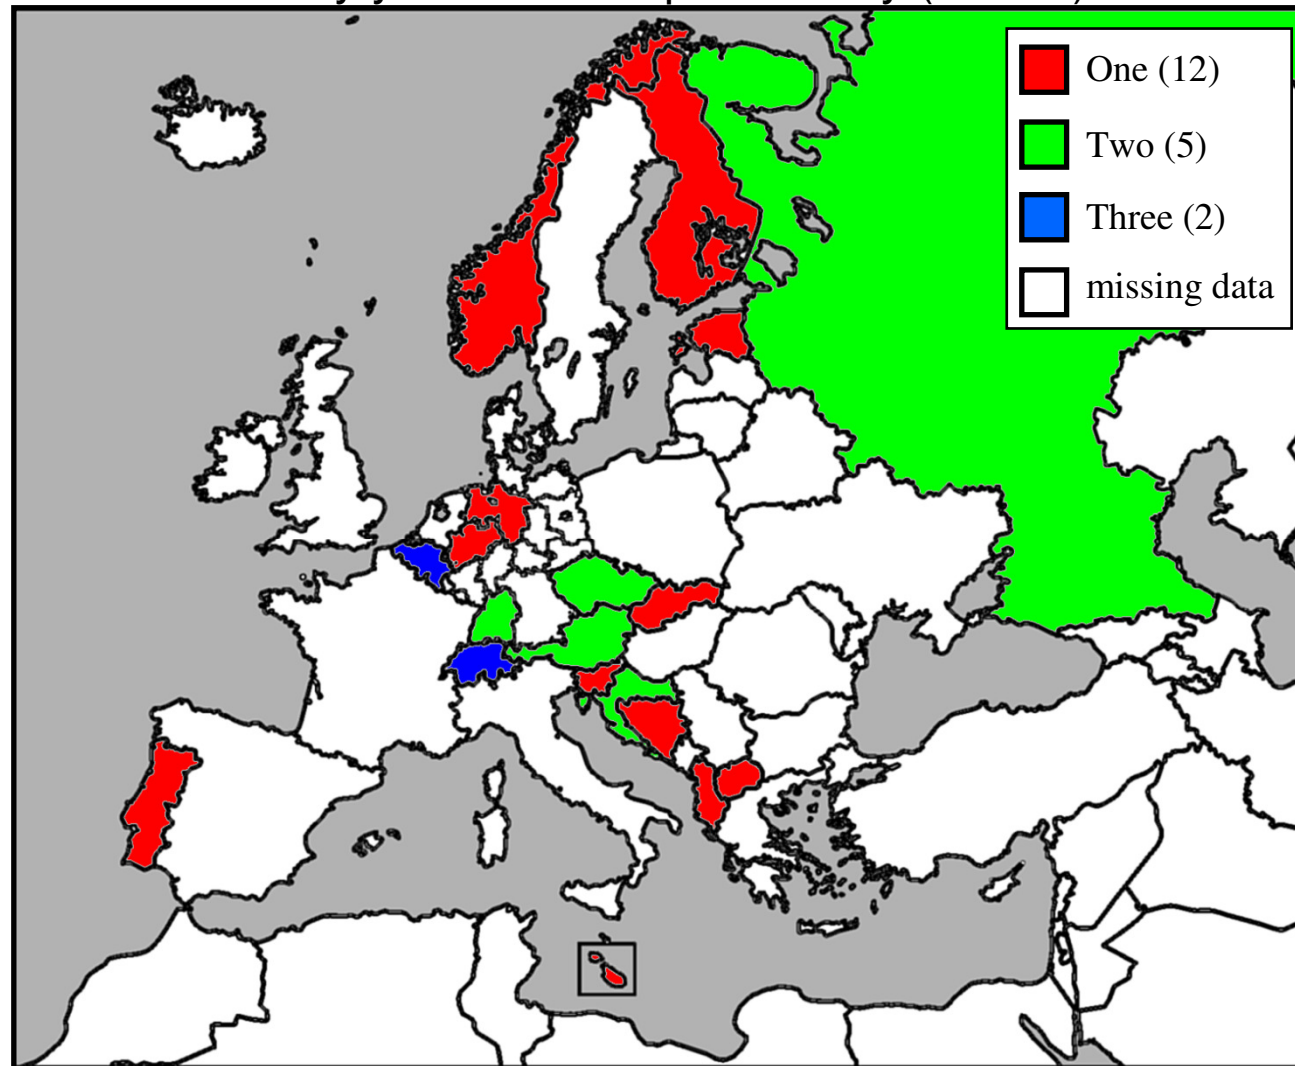 One (12)
Two (5)
Three (2)
missing data